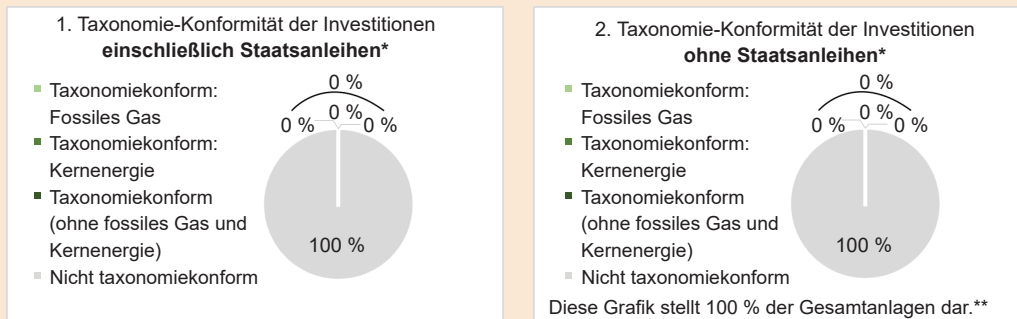 1. Taxonomie-Konformität der Investitionen
einschließlich Staatsanleihen*
Taxonomiekonform:
Fossiles Gas
Taxonomiekonform:
Kernenergie
Taxonomiekonform
(ohne fossiles Gas und
Kernenergie)
Nicht taxonomiekonform
0 %
0 %
0 %
0 %
100 %
2. Taxonomie-Konformität der Investitionen
ohne Staatsanleihen*
Taxonomiekonform:
Fossiles Gas
Taxonomiekonform:
Kernenergie
Taxonomiekonform
(ohne fossiles Gas und
Kernenergie)
Nicht taxonomiekonform
0 %
0 %
0 %
0 %
100 %
Diese Grafik stellt 100 % der Gesamtanlagen dar.**